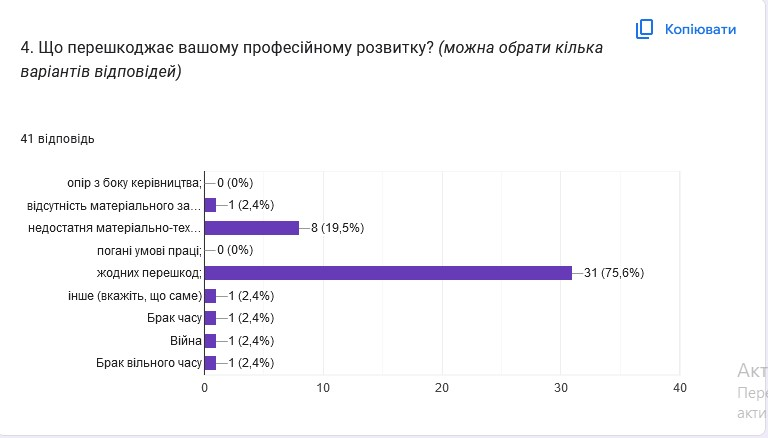 Копіювати
4. Що перешкоджає вашому професійному розвитку? (можна обрати кілька
варіантів відповідей)
41 відповідь
опір з боку керівництва; 0 (0%)
відсутність матеріального за... 1 (2,4%)
недостатня матеріально-тех... 8 (19,5%)
погані умові праці; 0 (0%)
жодних перешкод; 31 (75,6%)
інше (вкажіть, що саме) 1 (2,4%)
Брак часу 1 (2,4%)
Війна 1 (2,4%)
Брак вільного часу 1 (2,4%)
0 10 20 30 40
Акт
Пере
акти